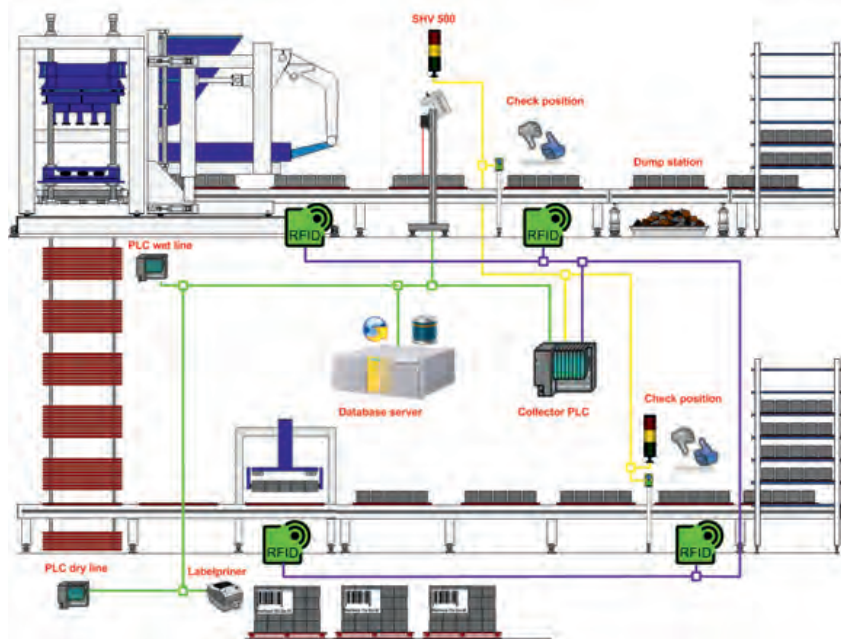 SHV 500
Check position
Dump station
RFID
RFID
PLC wet line
Database server
Collector PLC
Check position
RFID
RFID
PLC dry line
Labelpriner